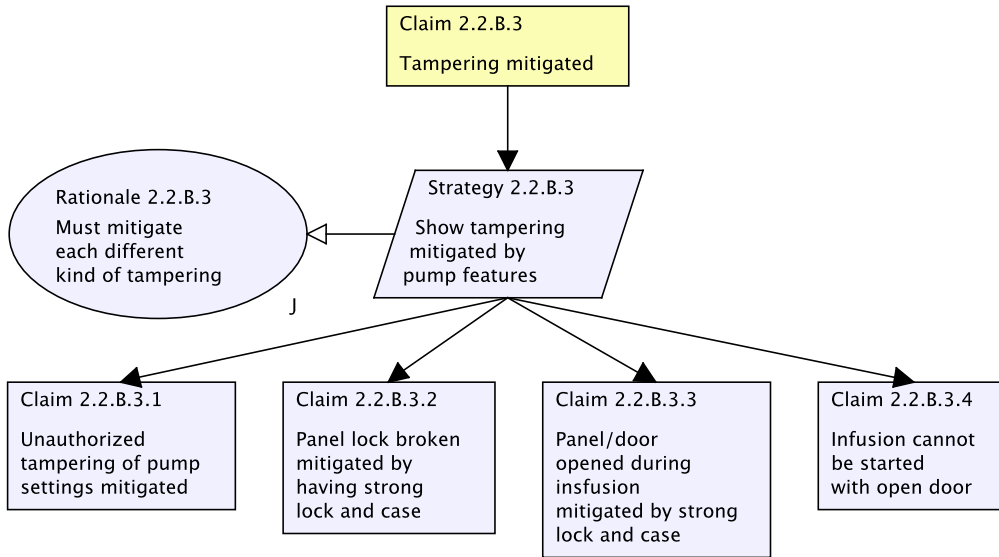 Claim 2.2.B.3
Tampering mitigated
Strategy 2.2.B.3
Show tampering
mitigated by
pump features
Rationale 2.2.B.3
Must mitigate
each different
kind of tampering
J
Claim 2.2.B.3.1
Unauthorized
tampering of pump
settings mitigated
Claim 2.2.B.3.2
Panel lock broken
mitigated by
having strong
lock and case
Claim 2.2.B.3.3
Panel/door
opened during
insfusion
mitigated by strong
lock and case
Claim 2.2.B.3.4
Infusion cannot
be started
with open door